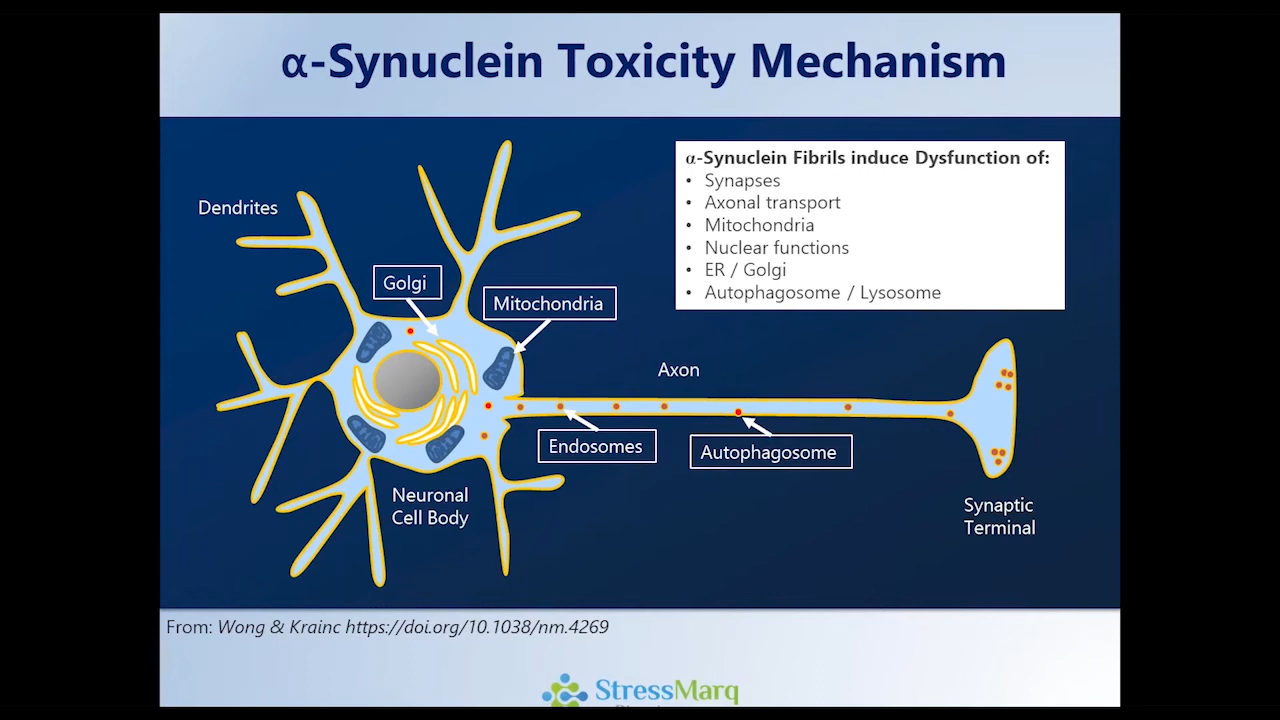 α-Synuclein Toxicity Mechanism
α-Synuclein Fibrils induce Dysfunction of:
• Synapses
• Axonal transport
• Mitochondria
• Nuclear functions
• ER / Golgi
• Autophagosome / Lysosome
Dendrites
Golgi
Mitochondria
Axon
Endosomes
Autophagosome
Neuronal
Cell Body
Synaptic
Terminal
From: Wong & Krainc https://doi.org/10.1038/nm.4269
StressMarq